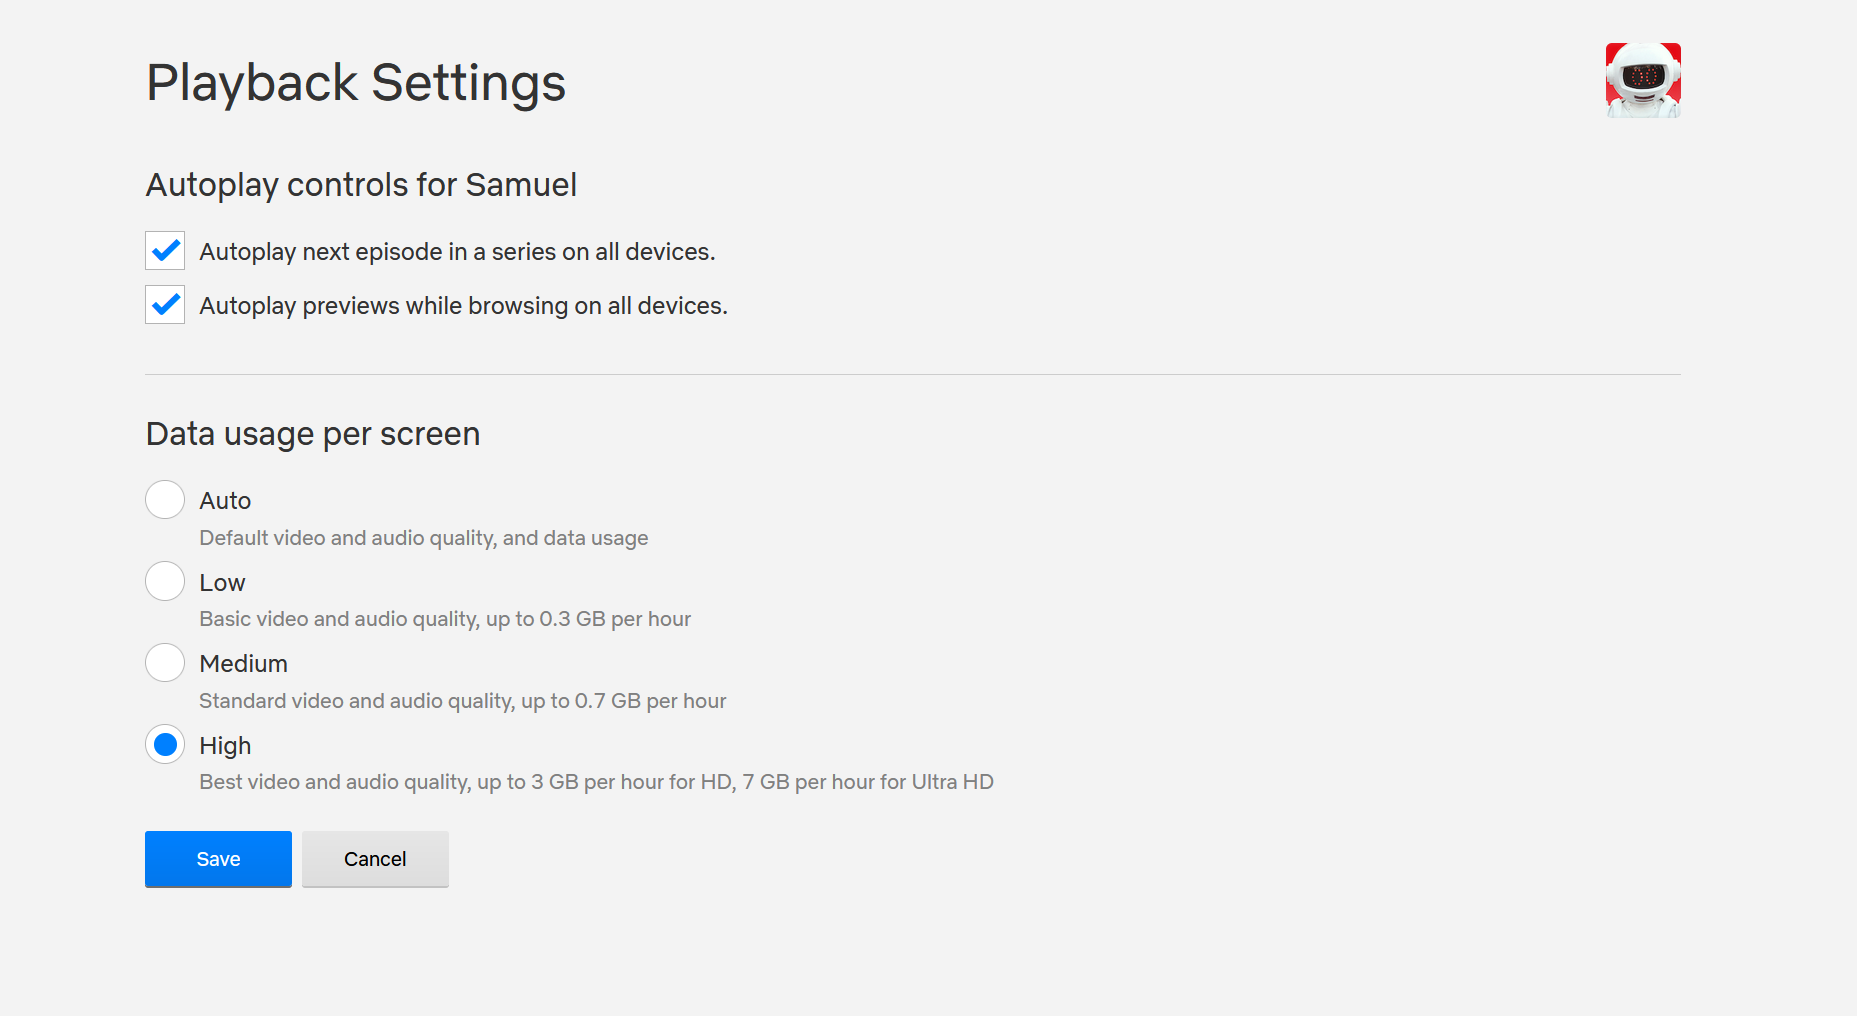 Playback Settings
Autoplay controls for Samuel
Autoplay next episode in a series on all devices.
Autoplay previews while browsing on all devices.
Data usage per screen
Auto
Default video and audio quality, and data usage
Low
Basic video and audio quality, up to 0.3 GB per hour
Medium
Standard video and audio quality, up to 0.7 GB per hour
High
Best video and audio quality, up to 3 GB per hour for HD, 7 GB per hour for Ultra HD
Save
Cancel